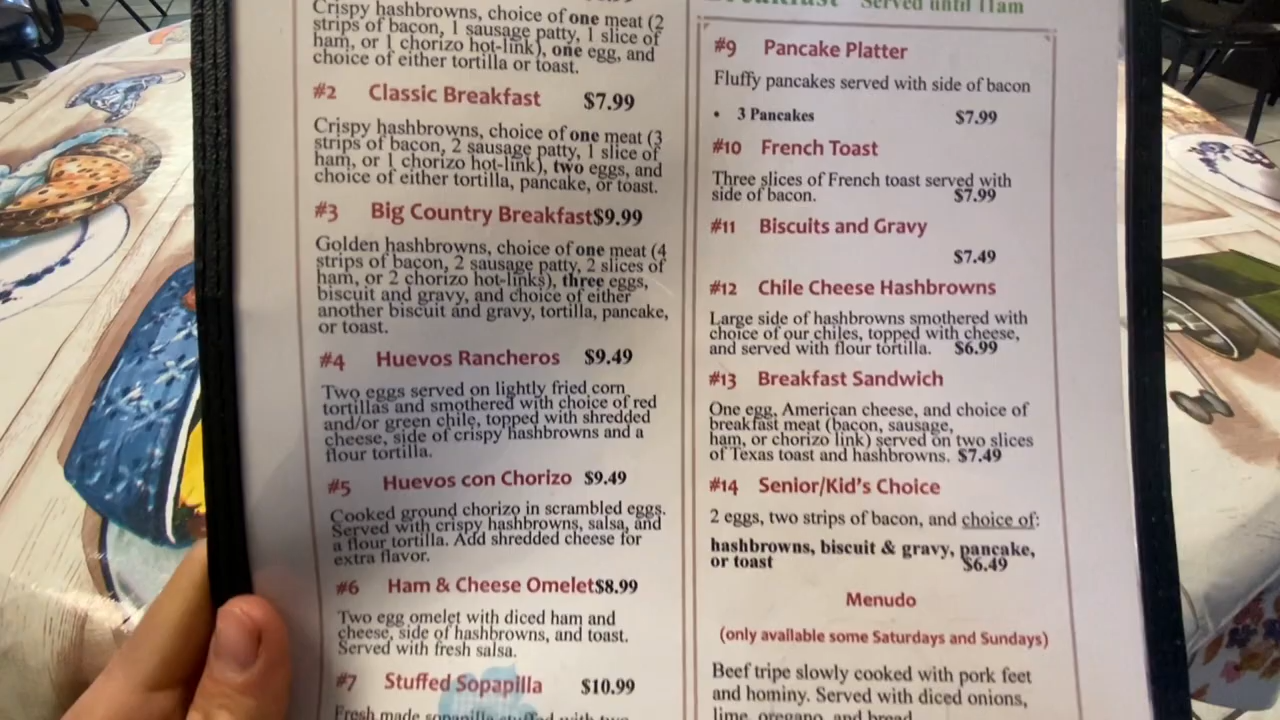 Crispy hashbrowns, choice of one meat (2
strips of bacon, 1 sausage patty, 1 slice of
ham, or 1 chorizo hot-link), one egg, and
choice of either tortilla or toast.
#2 Classic Breakfast $7.99
Crispy hashbrowns, choice of one meat (3
strips of bacon, 2 sausage patty, 1 slice of
ham, or 1 chorizo hot-link), two eggs, and
choice of either tortilla, pancake, or toast.
#3 Big Country Breakfast $9.99
Golden hashbrowns, choice of one meat (4
strips of bacon, 2 sausage patty, 2 slices of
ham, or 2 chorizo hot-links), three eggs,
biscuit and gravy, and choice of either
another biscuit and gravy, tortilla, pancake,
or toast.
#4 Huevos Rancheros $9.49
Two eggs served on lightly fried corn
tortillas and smothered with choice of red
and/or green chile, topped with shredded
cheese, side of crispy hashbrowns and a
flour tortilla.
#5 Huevos con Chorizo $9.49
Cooked ground chorizo in scrambled eggs.
Served with crispy hashbrowns, salsa, and
a flour tortilla. Add shredded cheese for
extra flavor.
#6 Ham & Cheese Omelet $8.99
Two egg omelet with diced ham and
cheese, side of hashbrowns, and toast.
Served with fresh salsa.
#7 Stuffed Sopapilla $10.99
Fresh made sopapilla stuffed with two
Breakfast Served until 11am
#9 Pancake Platter
Fluffy pancakes served with side of bacon
• 3 Pancakes $7.99
#10 French Toast
Three slices of French toast served with
side of bacon. $7.99
#11 Biscuits and Gravy
$7.49
#12 Chile Cheese Hashbrowns
Large side of hashbrowns smothered with
choice of our chiles, topped with cheese,
and served with flour tortilla. $6.99
#13 Breakfast Sandwich
One egg, American cheese, and choice of
breakfast meat (bacon, sausage,
ham, or chorizo link) served on two slices
of Texas toast and hashbrowns. $7.49
#14 Senior/Kid's Choice
2 eggs, two strips of bacon, and choice of:
hashbrowns, biscuit & gravy, pancake,
or toast $6.49
Menudo
(only available some Saturdays and Sundays)
Beef tripe slowly cooked with pork feet
and hominy. Served with diced onions,
lime, oregano, and bread.